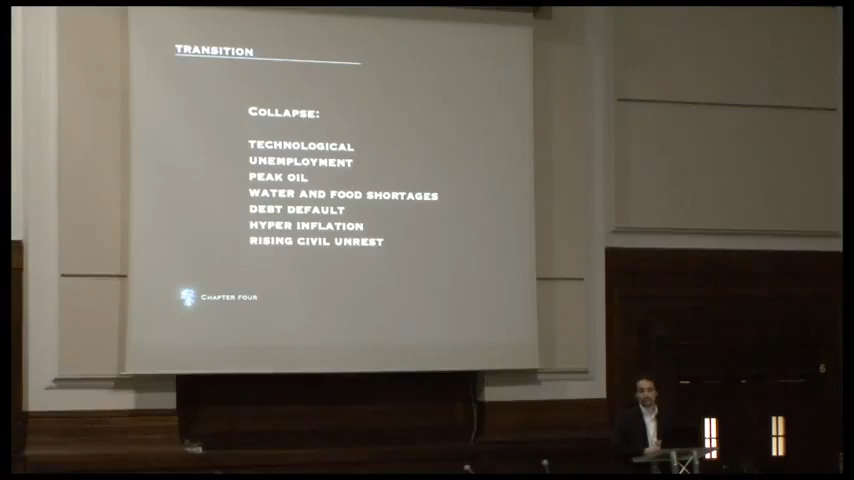 TRANSITION
COLLAPSE:
TECHNOLOGICAL
UNEMPLOYMENT
PEAK OIL
WATER AND FOOD SHORTAGES
DEBT DEFAULT
HYPER INFLATION
RISING CIVIL UNREST
CHAPTER FOUR
6